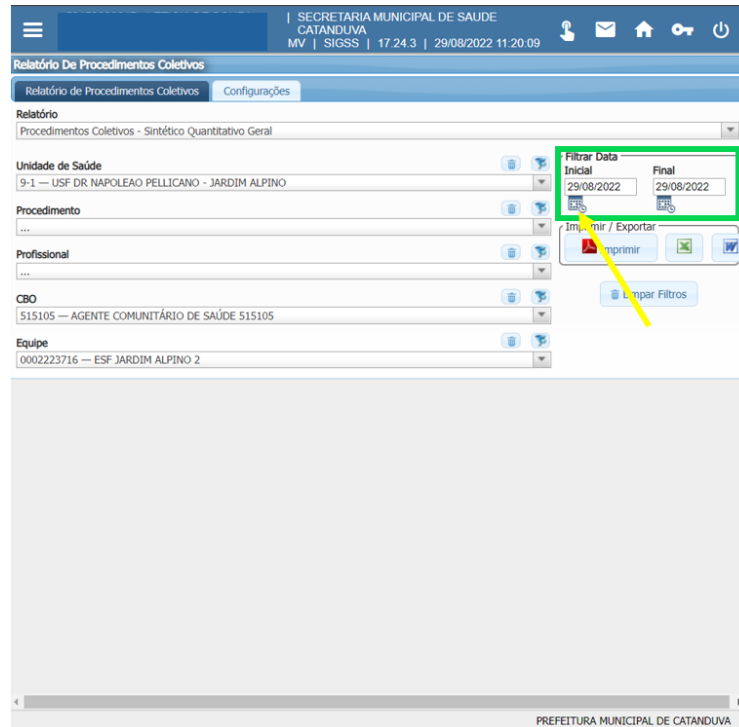 | SECRETARIA MUNICIPAL DE SAUDE
CATANDUVA
MV | SIGSS | 17.24.3 | 29/08/2022 11:20:09
Relatório De Procedimentos Coletivos
Relatório de Procedimentos Coletivos
Configurações
Relatório
Procedimentos Coletivos - Sintético Quantitativo Geral
Unidade de Saúde
9-1 — USF DR NAPOLEAO PELLICANO - JARDIM ALPINO
Procedimento
...
Profissional
...
CBO
515105 — AGENTE COMUNITÁRIO DE SAÚDE 515105
Equipe
0002223716 — ESF JARDIM ALPINO 2
Filtrar Data
Inicial Final
29/08/2022 29/08/2022
Imprimir / Exportar
Imprimir
Limpar Filtros
PREFEITURA MUNICIPAL DE CATANDUVA